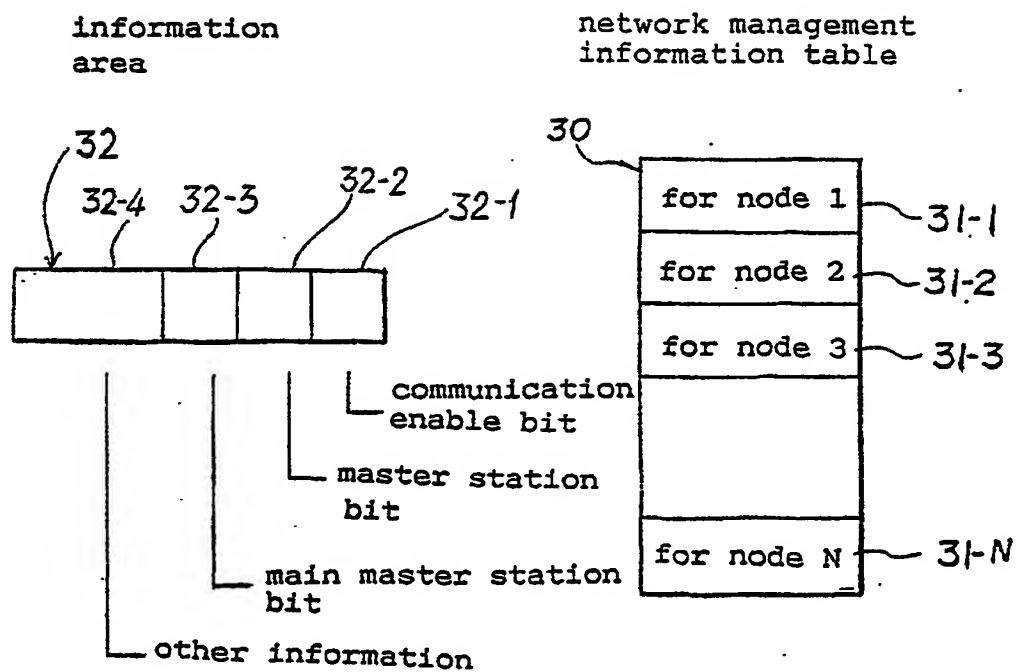 information
area
network management
information table
32
32-4
32-3
32-2
32-1
30
for node 1
31-1
for node 2
31-2
for node 3
31-3
for node N
31-N
communication
enable bit
master station
bit
main master station
bit
other information